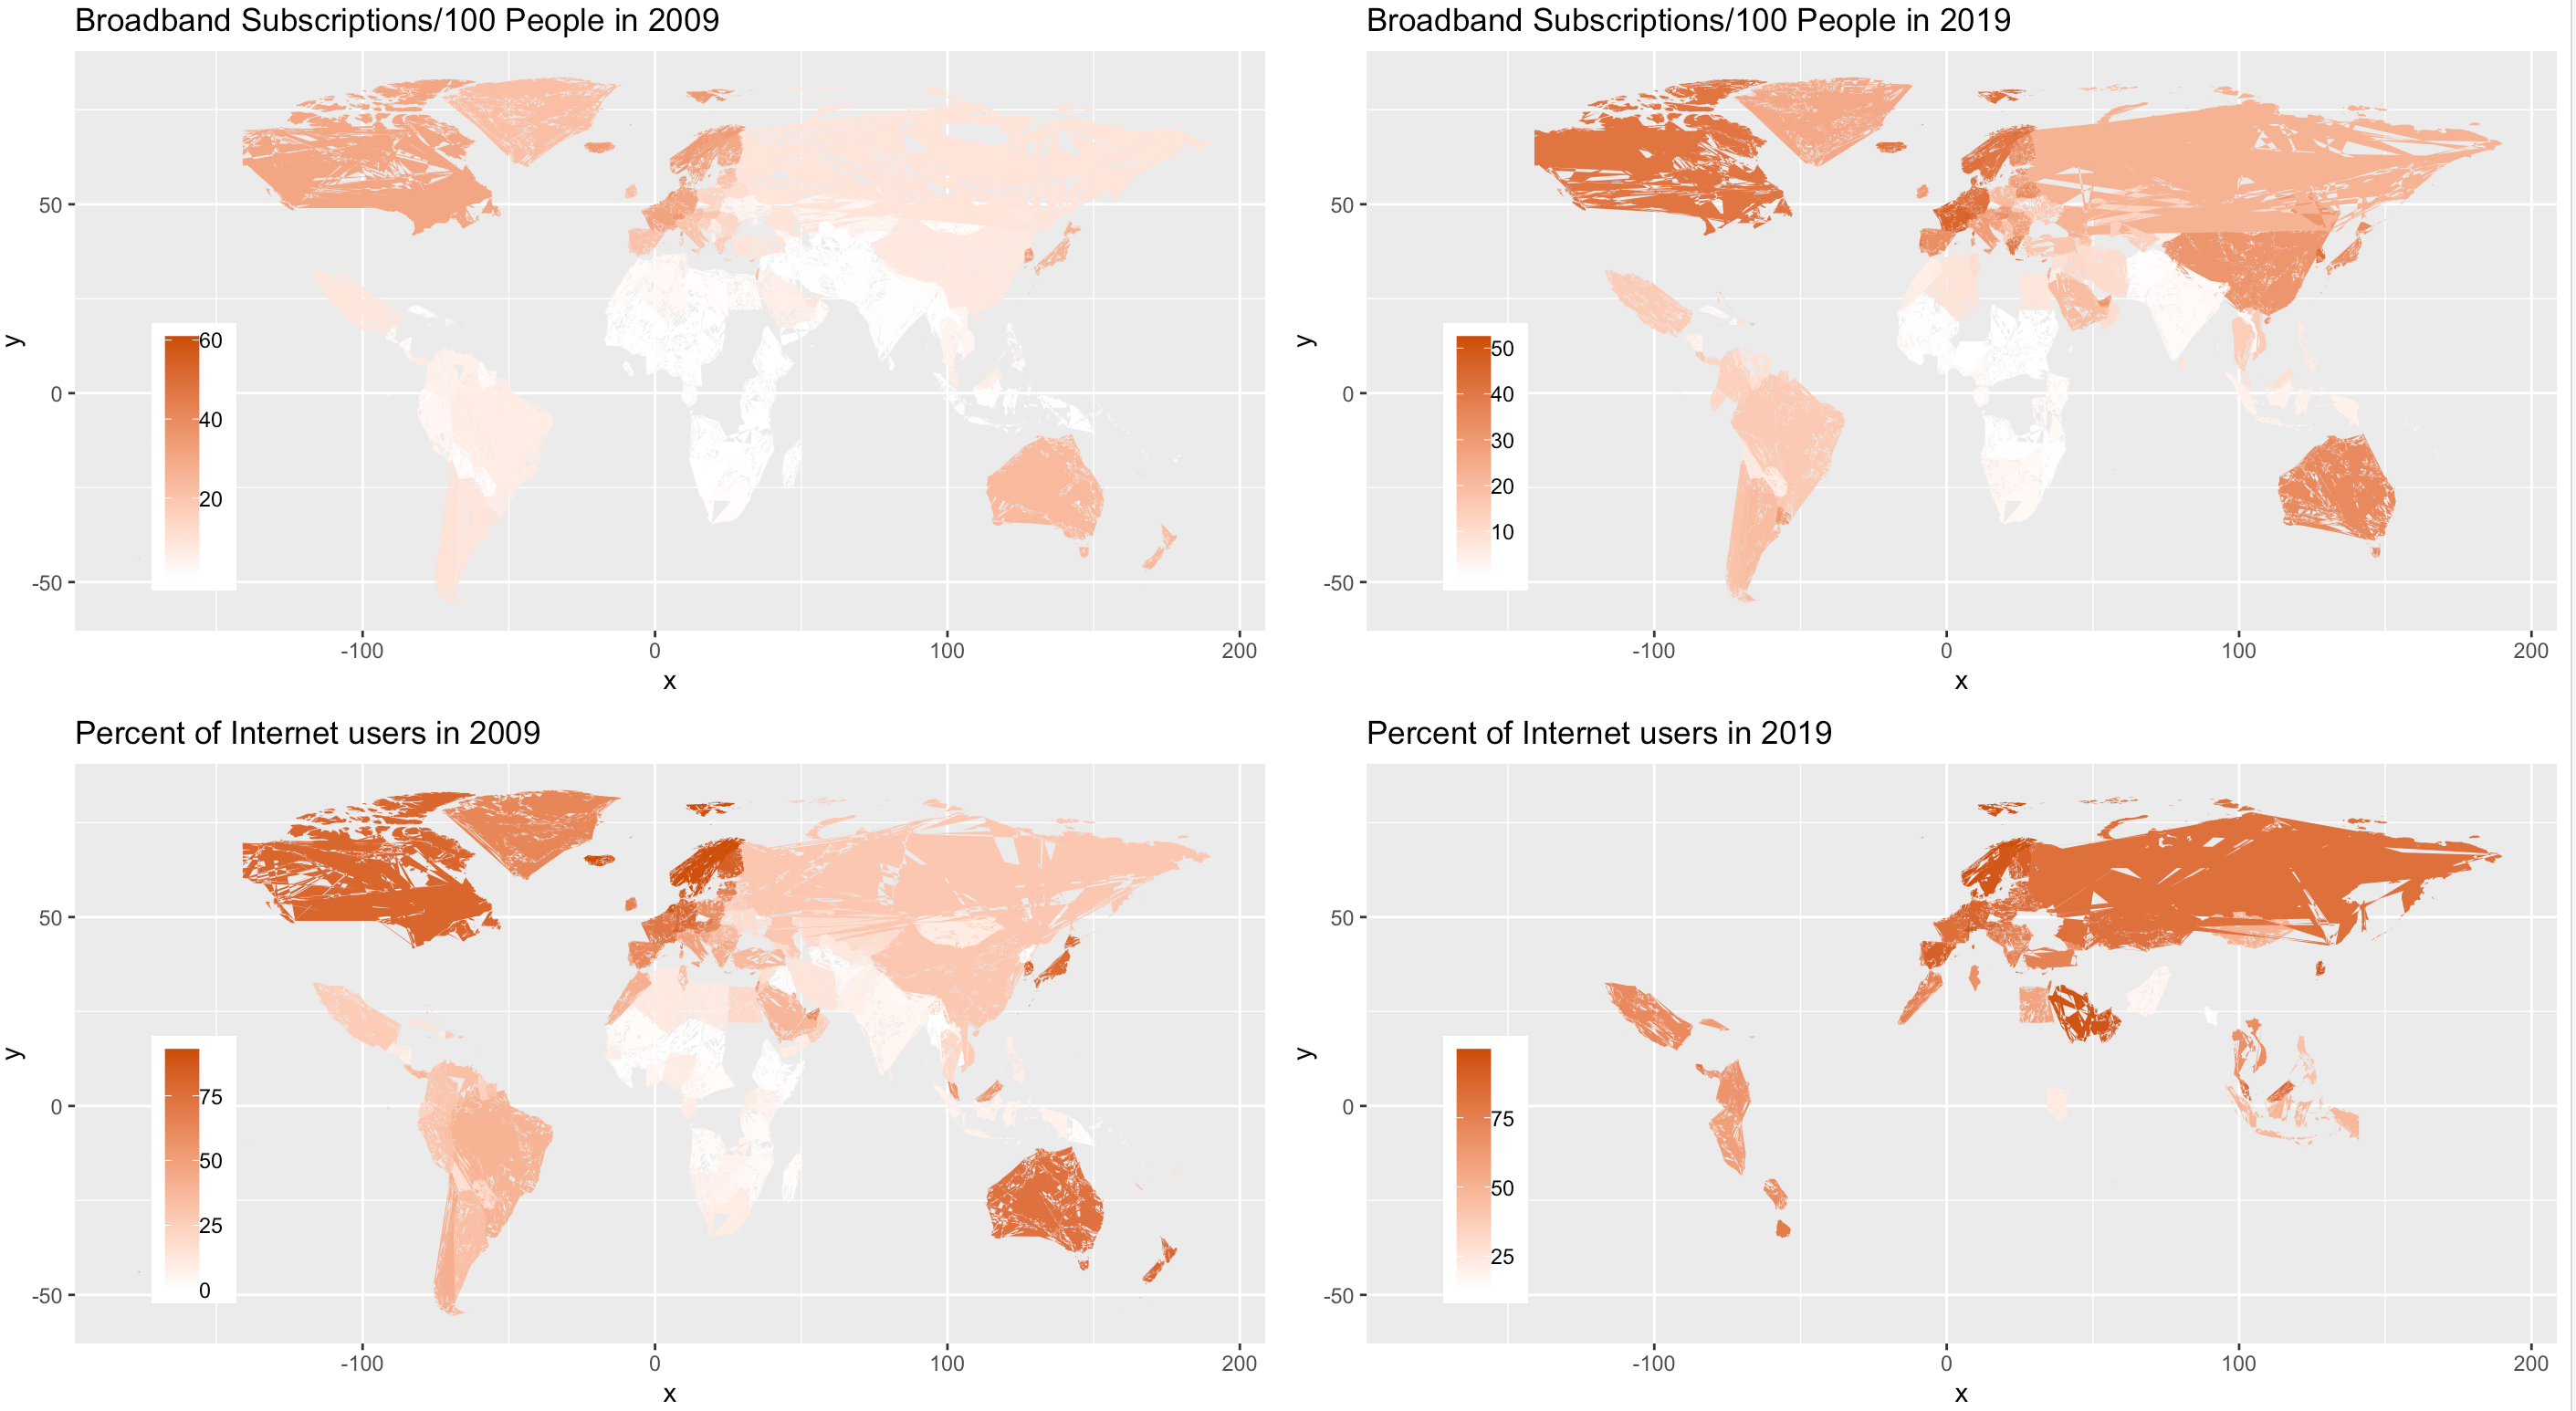 Broadband Subscriptions/100 People in 2009
50
0
-50
y
60
40
20
-100 0 100 200
x
Broadband Subscriptions/100 People in 2019
50
0
-50
y
50
40
30
20
10
-100 0 100 200
x
Percent of Internet users in 2009
50
0
-50
y
75
50
25
0
-100 0 100 200
x
Percent of Internet users in 2019
50
0
-50
y
75
50
25
-100 0 100 200
x